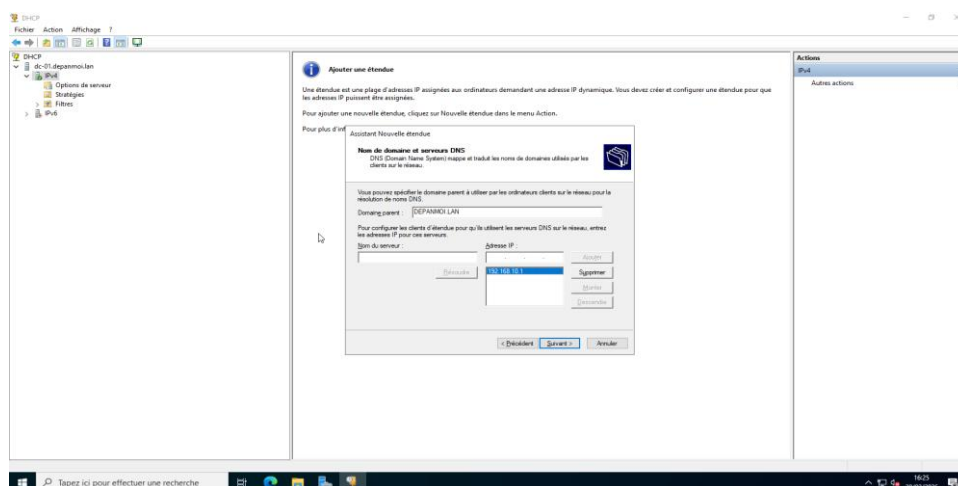 DHCP
Fichier Action Affichage ?
DHCP
dc-01.depanmoi.lan
IPv4
Options de serveur
Stratégies
Filtres
IPv6
Ajouter une étendue
Une étendue est une plage d'adresses IP assignées aux ordinateurs demandant une adresse IP dynamique. Vous devez créer et configurer une étendue pour que
les adresses IP puissent être assignées.
Pour ajouter une nouvelle étendue, cliquez sur Nouvelle étendue dans le menu Action.
Pour plus d'inf
Assistant Nouvelle étendue
Nom de domaine et serveurs DNS
DNS (Domain Name System) mappe et traduit les noms de domaines utilisés par les
clients sur le réseau.
Vous pouvez spécifier le domaine parent à utiliser par les ordinateurs clients sur le réseau pour la
résolution de noms DNS.
Domaine parent : DEPANMOI.LAN
Pour configurer les clients d'étendue pour qu'ils utilisent les serveurs DNS sur le réseau, entrez
les adresses IP pour ces serveurs.
Nom du serveur : Adresse IP :
Ajouter
Résoudre 192.168.10.1 Supprimer
Monter
Descendre
< Précédent Suivant > Annuler
Actions
IPv4
Autres actions
Tapez ici pour effectuer une recherche
16:25